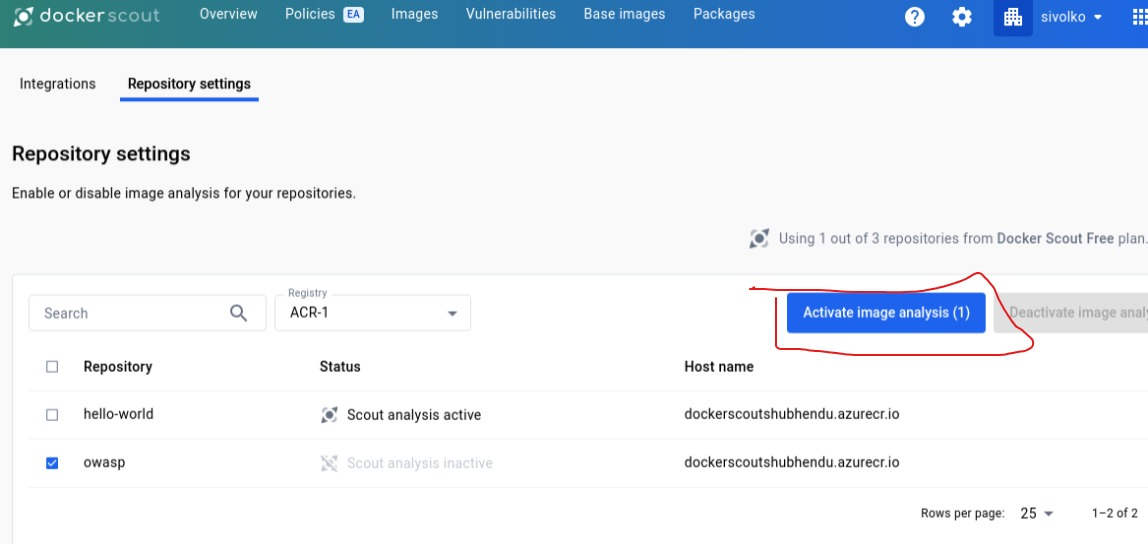 dockerscout Overview Policies EA Images Vulnerabilities Base images Packages ? sivolko
Integrations Repository settings
Repository settings
Enable or disable image analysis for your repositories.
Using 1 out of 3 repositories from Docker Scout Free plan.
Registry
Search ACR-1 Activate image analysis (1) Deactivate image analy
Repository Status Host name
hello-world Scout analysis active dockerscoutshubhendu.azurecr.io
owasp Scout analysis inactive dockerscoutshubhendu.azurecr.io
Rows per page: 25 1–2 of 2